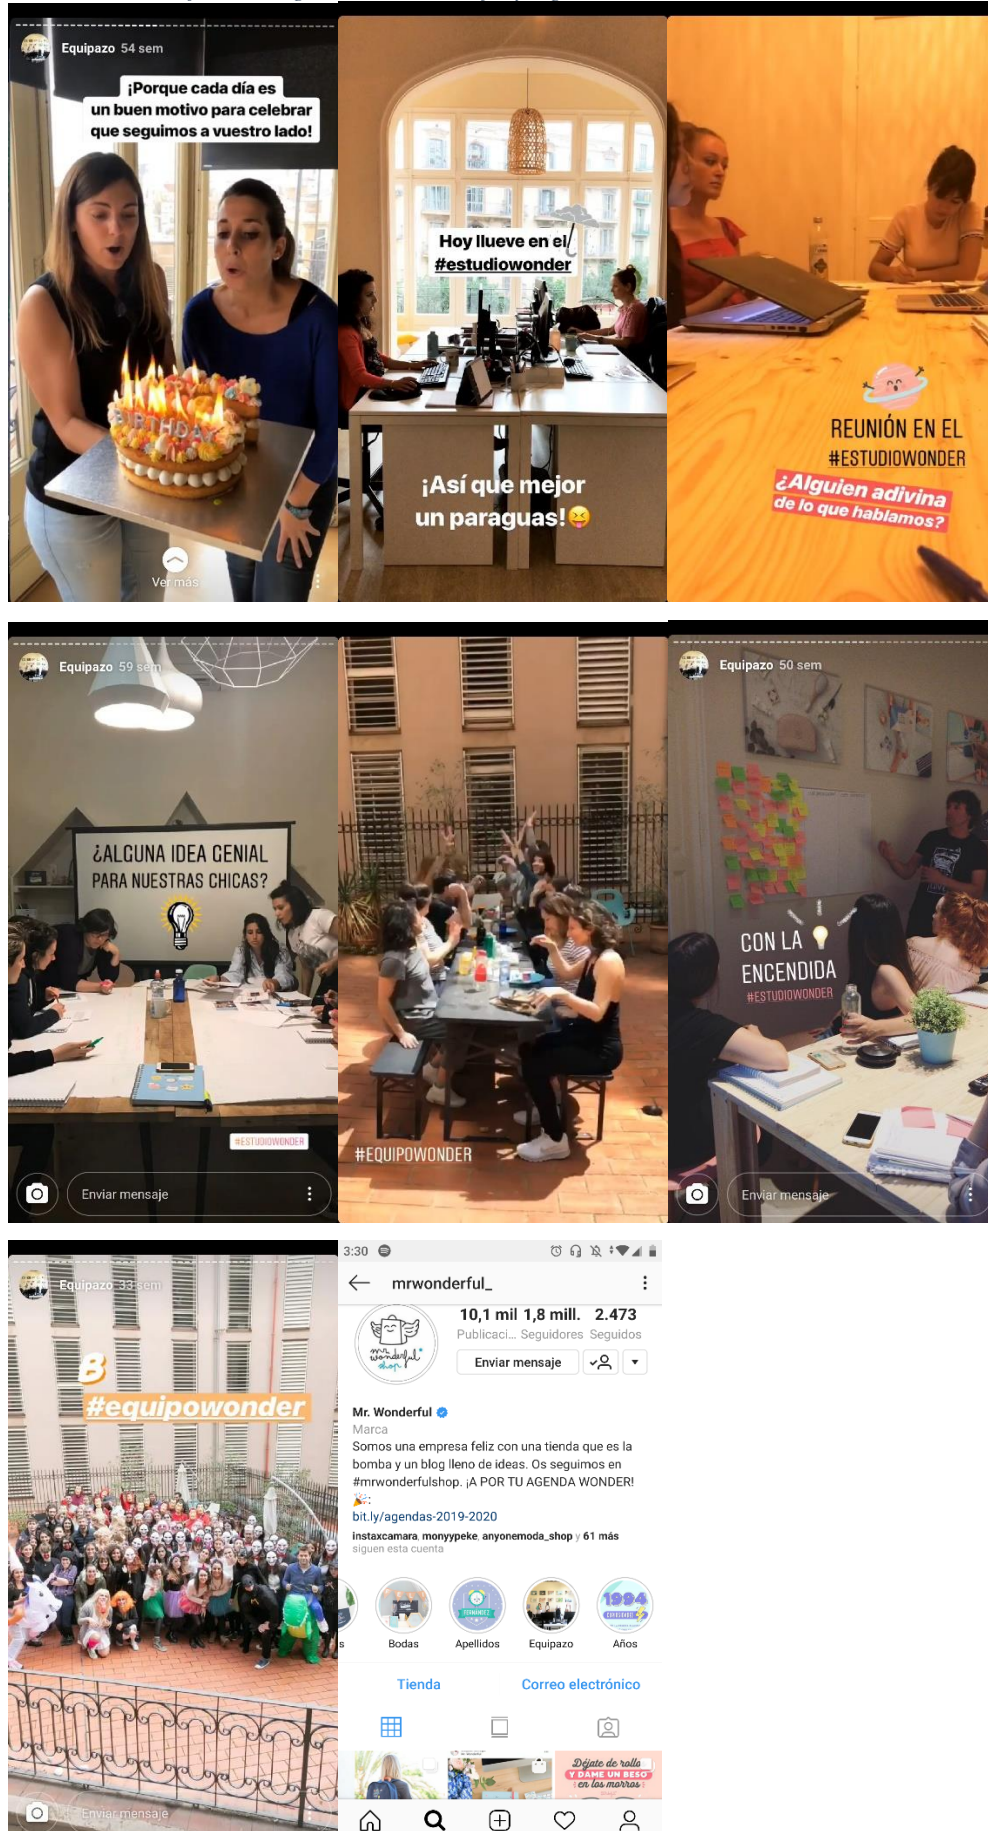 Equipazo 54 sem
¡Porque cada día es
un buen motivo para celebrar
que seguimos a vuestro lado!
BIRTHDAY
Ver más
Hoy llueve en el
#estudiowonder
¡Así que mejor
un paraguas!😝
REUNIÓN EN EL
#ESTUDIOWONDER
¿Alguien adivina
de lo que hablamos?
Equipazo 59 sem
¿ALGUNA IDEA GENIAL
PARA NUESTRAS CHICAS?
#ESTUDIOWONDER
Enviar mensaje
#EQUIPOWONDER
Equipazo 50 sem
CON LA 💡
ENCENDIDA
#ESTUDIOWONDER
Enviar mensaje
Equipazo 33 sem
#equipowonder
Enviar mensaje
3:30
mrwonderful_
10,1 mil 1,8 mill. 2.473
Publicaci... Seguidores Seguidos
mr.
wonderful
shop
Enviar mensaje
Mr. Wonderful
Marca
Somos una empresa feliz con una tienda que es la
bomba y un blog lleno de ideas. Os seguimos en
#mrwonderfulshop. ¡A POR TU AGENDA WONDER!
🎉:
bit.ly/agendas-2019-2020
instaxcamara, monyypeke, anyonemoda_shop y 61 más
siguen esta cuenta
FERNÁNDEZ
1994
s Bodas Apellidos Equipazo Años
Tienda Correo electrónico
Déjate de rollo
Y DAME UN BESO
en los morros